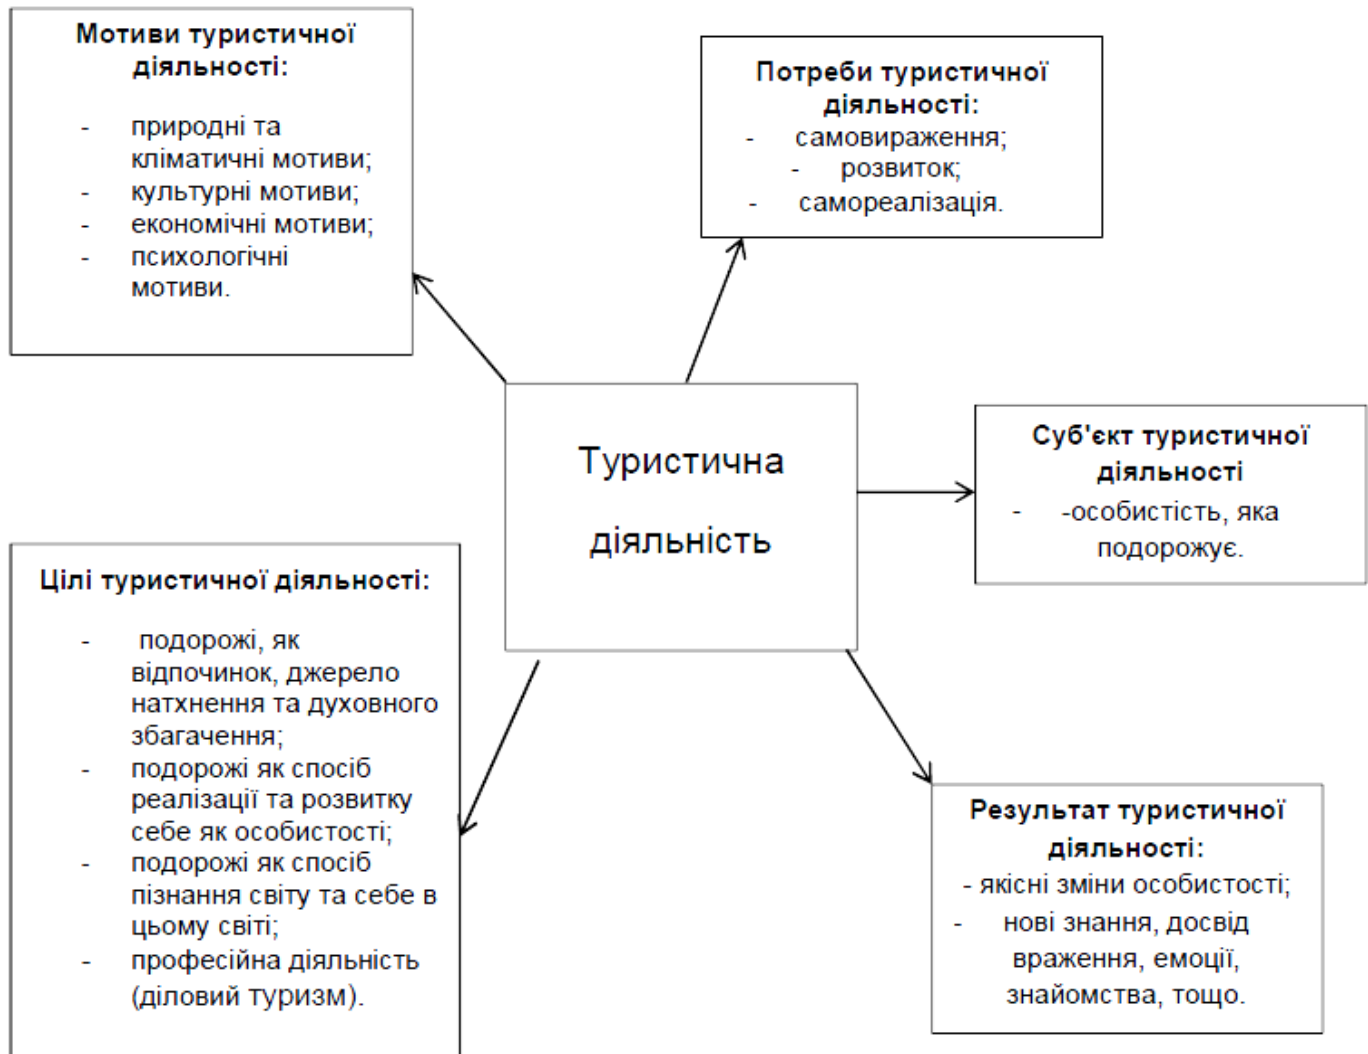 Мотиви туристичної
діяльності:
- природні та
кліматичні мотиви;
- культурні мотиви;
- економічні мотиви;
- психологічні
мотиви.
Потреби туристичної
діяльності:
- самовираження;
- розвиток;
- самореалізація.
Туристична
діяльність
Суб'єкт туристичної
діяльності
- -особистість, яка
подорожує.
Цілі туристичної діяльності:
- подорожі, як
відпочинок, джерело
натхнення та духовного
збагачення;
- подорожі як спосіб
реалізації та розвитку
себе як особистості;
- подорожі як спосіб
пізнання світу та себе в
цьому світі;
- професійна діяльність
(діловий туризм).
Результат туристичної
діяльності:
- якісні зміни особистості;
- нові знання, досвід
враження, емоції,
знайомства, тощо.